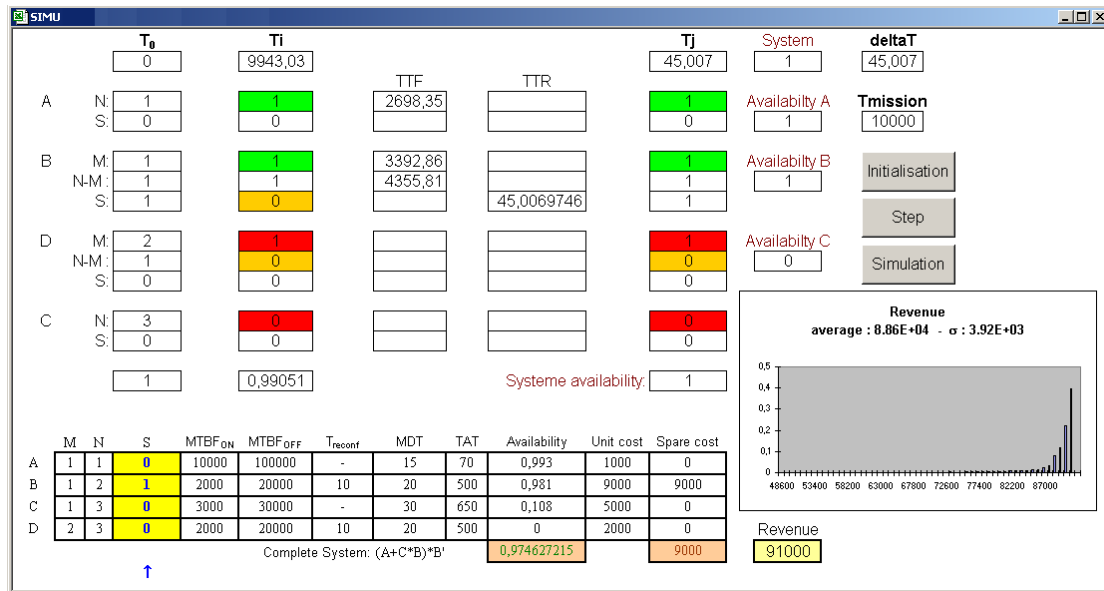 SIMU
T0 Ti Tj System deltaT
0 9943,03 45,007 1 45,007
TTF TTR
A N: 1 1 2698,35 1 Availabilty A Tmission
S: 0 0 0 1 10000
B M: 1 1 3392,86 1 Availabilty B
N-M : 1 1 4355,81 1 1
S: 1 0 45,0069746 1
Initialisation
Step
Simulation
D M: 2 1 1 Availabilty C
N-M : 1 0 0 0
S: 0 0 0
C N: 3 0 0
S: 0 0 0
1 0,99051 Systeme availability: 1
Revenue
average : 8.86E+04 - σ : 3.92E+03
0,5
0,4
0,3
0,2
0,1
0
48600 53400 58200 63000 67800 72600 77400 82200 87000
M N S MTBFON MTBFOFF Treconf MDT TAT Availability Unit cost Spare cost
A 1 1 0 10000 100000 - 15 70 0,993 1000 0
B 1 2 1 2000 20000 10 20 500 0,981 9000 9000
C 1 3 0 3000 30000 - 30 650 0,108 5000 0
D 2 3 0 2000 20000 10 20 500 0 2000 0
Complete System: (A+C*B)*B' 0,974627215 9000
Revenue
91000
↑